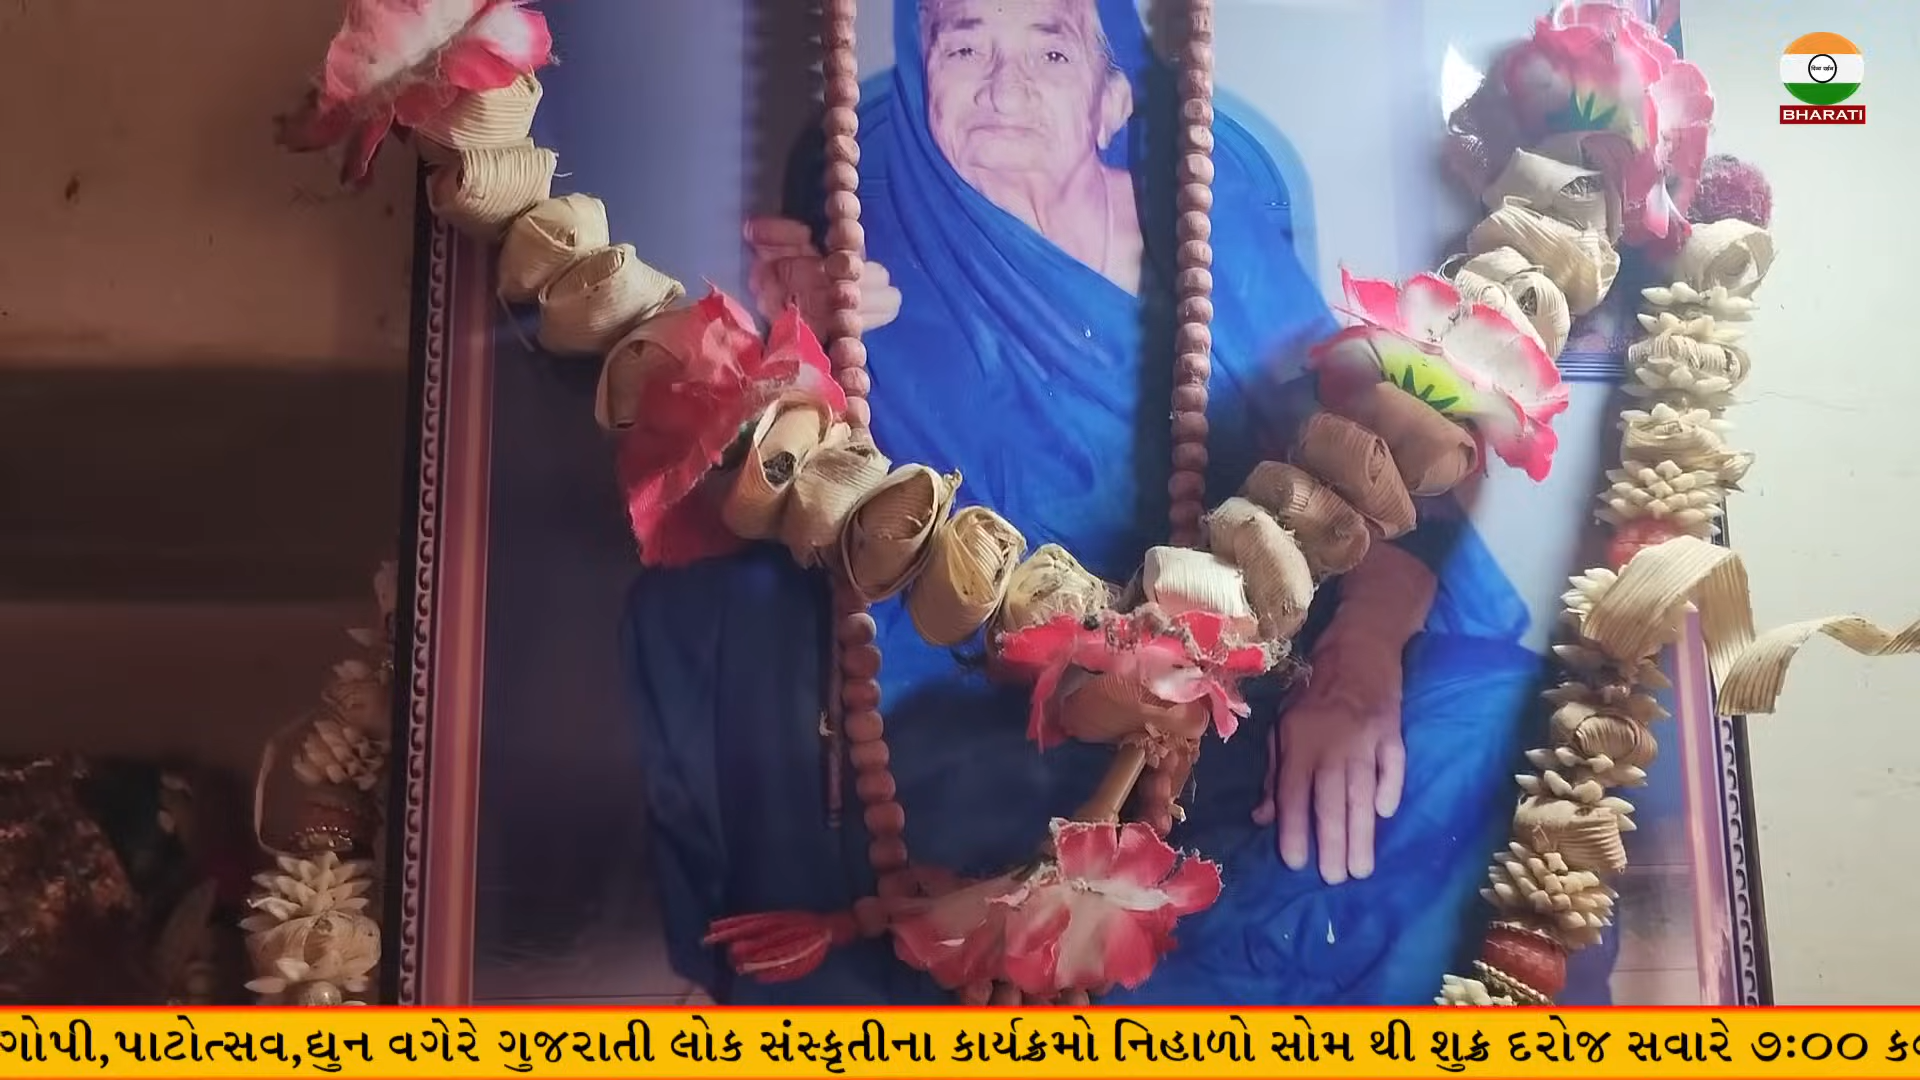 BHARATI
ગોપી,પાટોત્સવ,ધુન વગેરે ગુજરાતી લોક સંસ્કૃતીના કાર્યક્રમો નિહાળો સોમ થી શુક્ર દરોજ સવારે ૭:૦૦